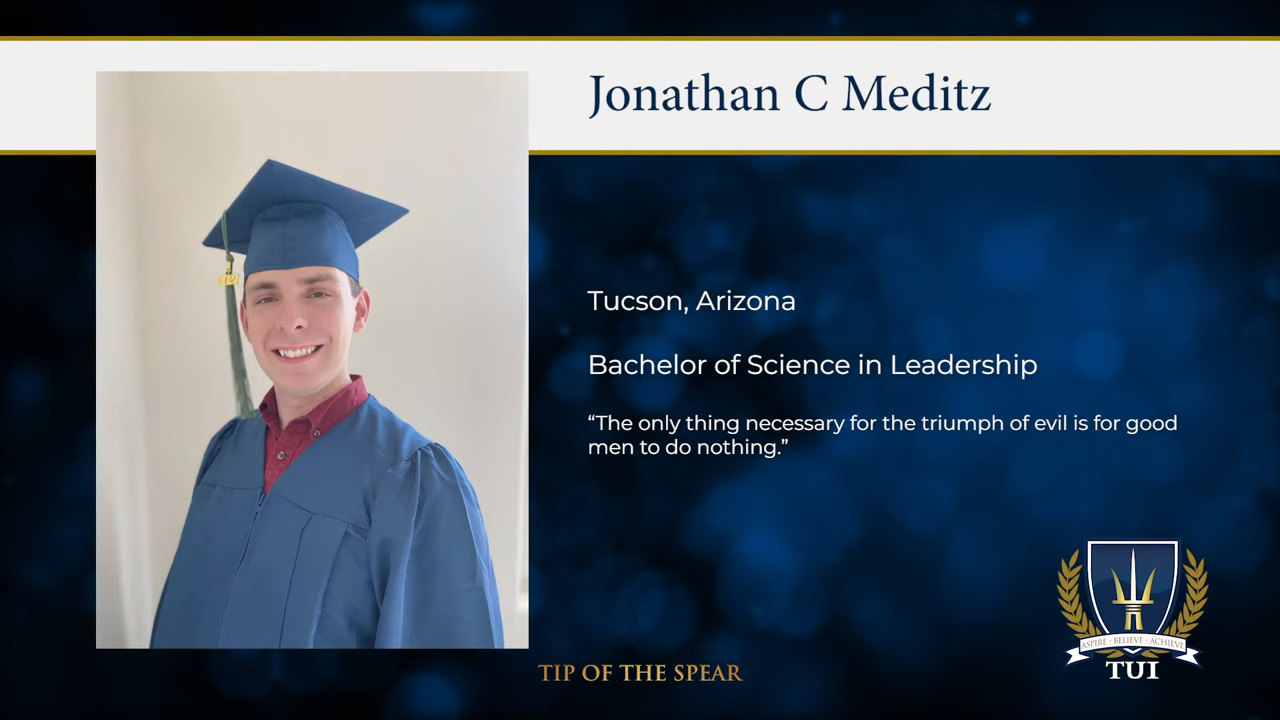 Jonathan C Meditz
Tucson, Arizona
Bachelor of Science in Leadership
“The only thing necessary for the triumph of evil is for good
men to do nothing.”
ASPIRE · BELIEVE · ACHIEVE
TUI
TIP OF THE SPEAR